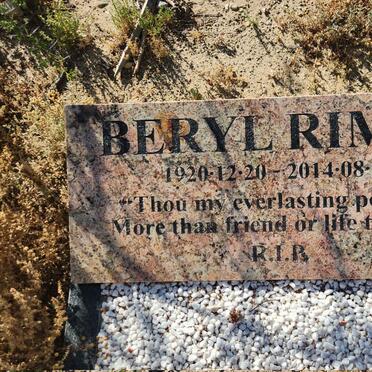 BERYL RIM
1920-12-20 - 2014-08-
"Thou my everlasting po
More than friend or life t
R.I.P.